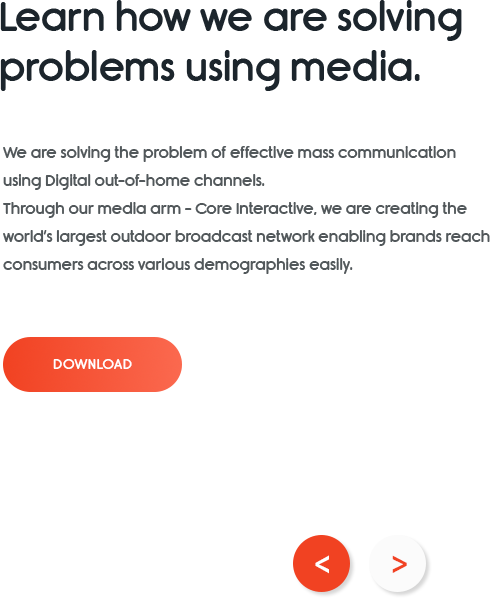 Learn how we are solving
problems using media.
We are solving the problem of effective mass communication
using Digital out-of-home channels.
Through our media arm - Core Interactive, we are creating the
world's largest outdoor broadcast network enabling brands reach
consumers across various demographies easily.
DOWNLOAD
< >